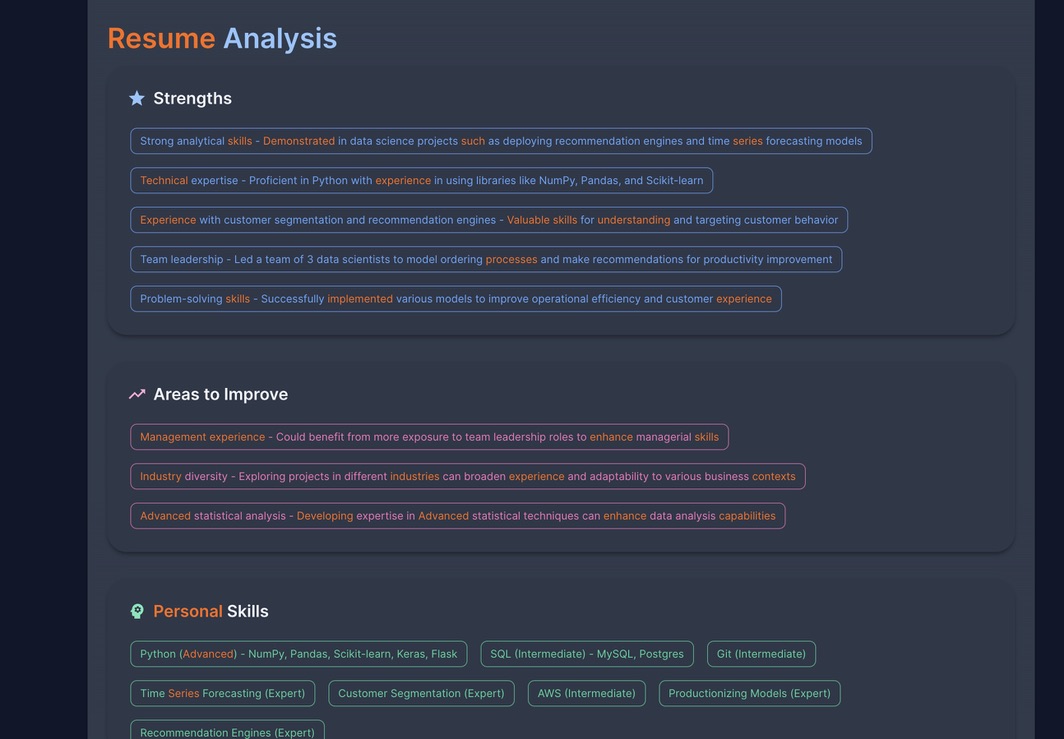 Resume Analysis
Strengths
Strong analytical skills - Demonstrated in data science projects such as deploying recommendation engines and time series forecasting models
Technical expertise - Proficient in Python with experience in using libraries like NumPy, Pandas, and Scikit-learn
Experience with customer segmentation and recommendation engines - Valuable skills for understanding and targeting customer behavior
Team leadership - Led a team of 3 data scientists to model ordering processes and make recommendations for productivity improvement
Problem-solving skills - Successfully implemented various models to improve operational efficiency and customer experience
Areas to Improve
Management experience - Could benefit from more exposure to team leadership roles to enhance managerial skills
Industry diversity - Exploring projects in different industries can broaden experience and adaptability to various business contexts
Advanced statistical analysis - Developing expertise in Advanced statistical techniques can enhance data analysis capabilities
Personal Skills
Python (Advanced) - NumPy, Pandas, Scikit-learn, Keras, Flask SQL (Intermediate) - MySQL, Postgres Git (Intermediate)
Time Series Forecasting (Expert) Customer Segmentation (Expert) AWS (Intermediate) Productionizing Models (Expert)
Recommendation Engines (Expert)